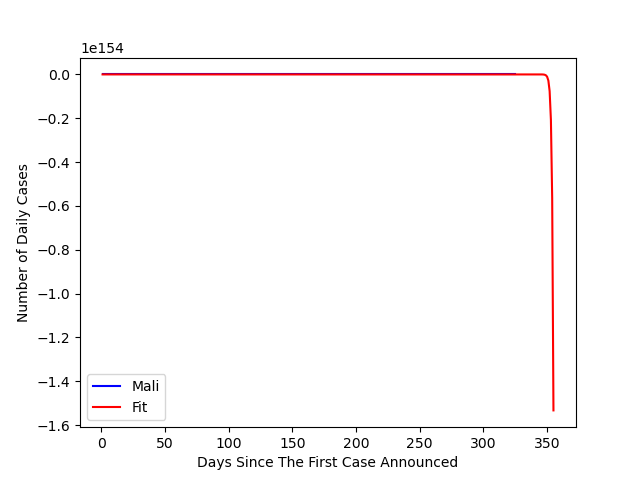 1e154
0.0
−0.2
−0.4
−0.6
−0.8
−1.0
−1.2
−1.4
−1.6
Number of Daily Cases
Mali
Fit
0 50 100 150 200 250 300 350
Days Since The First Case Announced